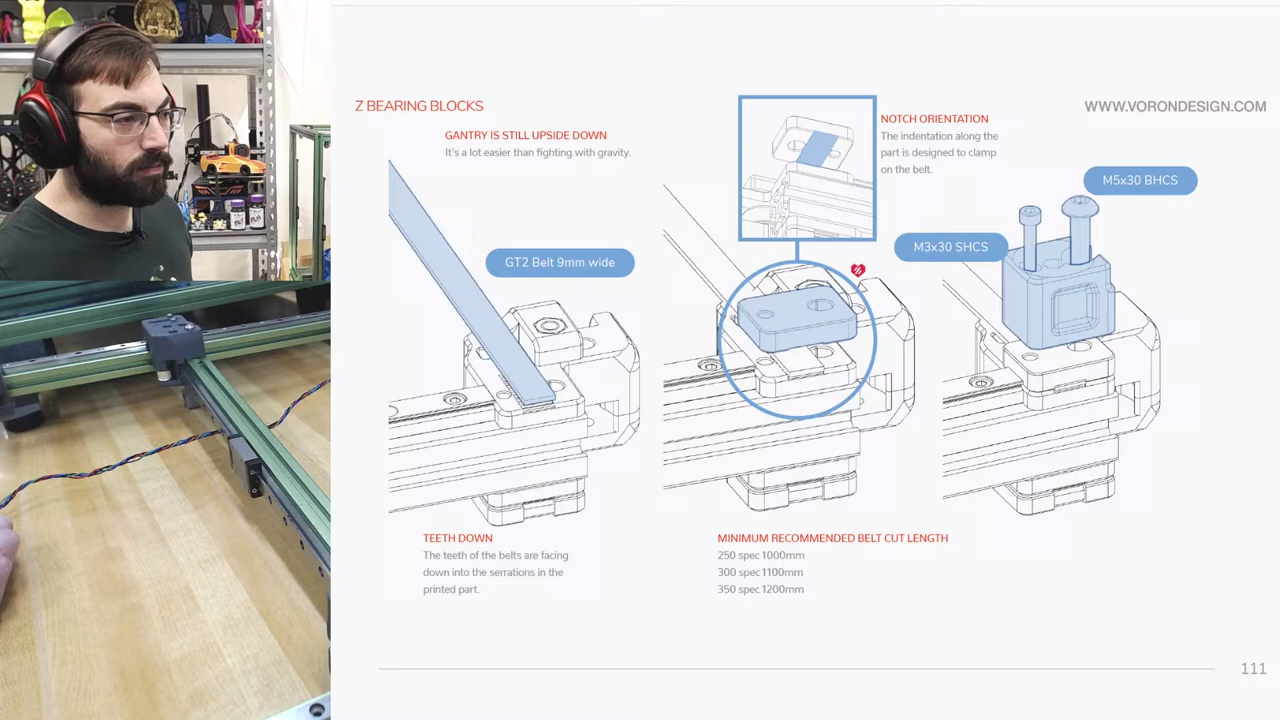 Z BEARING BLOCKS
WWW.VORONDESIGN.COM
GANTRY IS STILL UPSIDE DOWN
It's a lot easier than fighting with gravity.
NOTCH ORIENTATION
The indentation along the
part is designed to clamp
on the belt.
M5x30 BHCS
M3x30 SHCS
GT2 Belt 9mm wide
TEETH DOWN
The teeth of the belts are facing
down into the serrations in the
printed part.
MINIMUM RECOMMENDED BELT CUT LENGTH
250 spec 1000mm
300 spec 1100mm
350 spec 1200mm
111